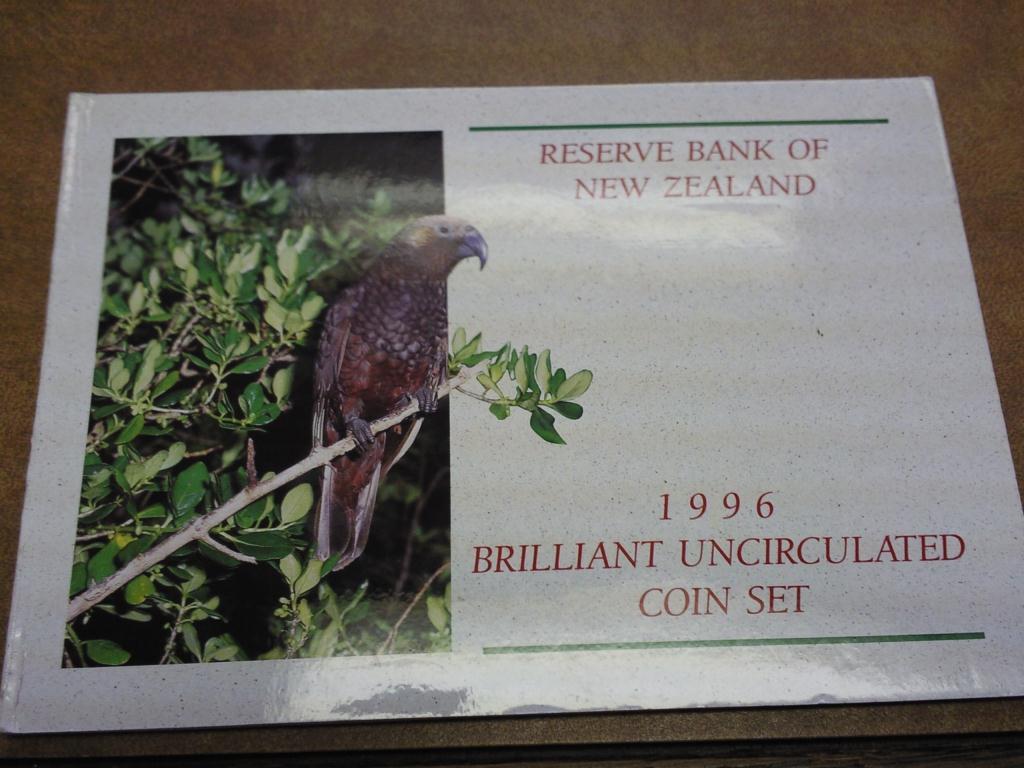 RESERVE BANK OF
NEW ZEALAND
1996
BRILLIANT UNCIRCULATED
COIN SET